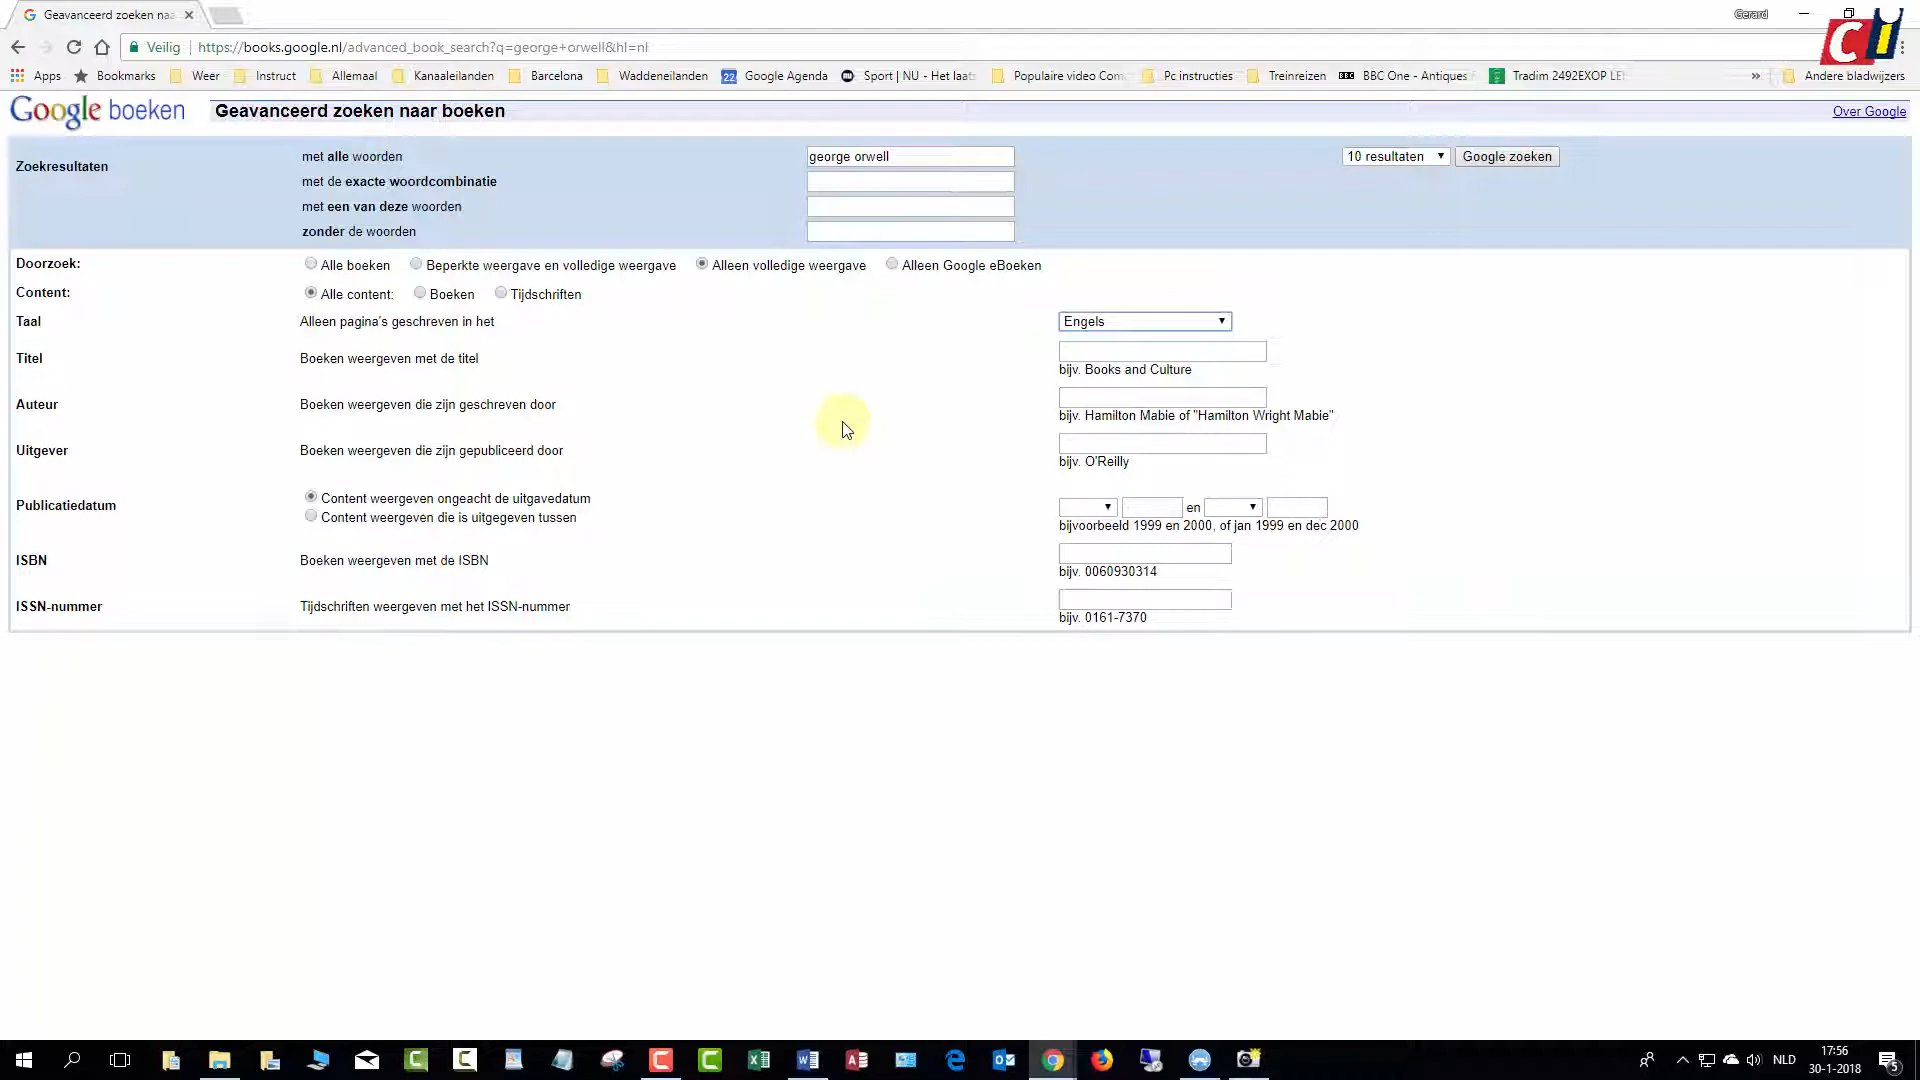 Geavanceerd zoeken naa
Gerard
Veilig
https://books.google.nl/advanced_book_search?q=george+orwell&hl=nl
Apps
Bookmarks
Weer
Instruct
Allemaal
Kanaaleilanden
Barcelona
Waddeneilanden
22
Google Agenda
Sport | NU - Het laat
Populaire video Com
Pc instructies
Treinreizen
BBC One - Antiques
Tradim 2492EXOP LE
»
Andere bladwijzers
Google boeken
Geavanceerd zoeken naar boeken
Over Google
Zoekresultaten
met alle woorden
george orwell
10 resultaten
Google zoeken
met de exacte woordcombinatie
met een van deze woorden
zonder de woorden
Doorzoek:
Alle boeken
Beperkte weergave en volledige weergave
Alleen volledige weergave
Alleen Google eBoeken
Content:
Alle content:
Boeken
Tijdschriften
Taal
Alleen pagina's geschreven in het
Engels
Titel
Boeken weergeven met de titel
bijv. Books and Culture
Auteur
Boeken weergeven die zijn geschreven door
bijv. Hamilton Mabie of "Hamilton Wright Mabie"
Uitgever
Boeken weergeven die zijn gepubliceerd door
bijv. O'Reilly
Publicatiedatum
Content weergeven ongeacht de uitgavedatum
Content weergeven die is uitgegeven tussen
en
bijvoorbeeld 1999 en 2000, of jan 1999 en dec 2000
ISBN
Boeken weergeven met de ISBN
bijv. 0060930314
ISSN-nummer
Tijdschriften weergeven met het ISSN-nummer
bijv. 0161-7370
NLD
17:56
30-1-2018
5